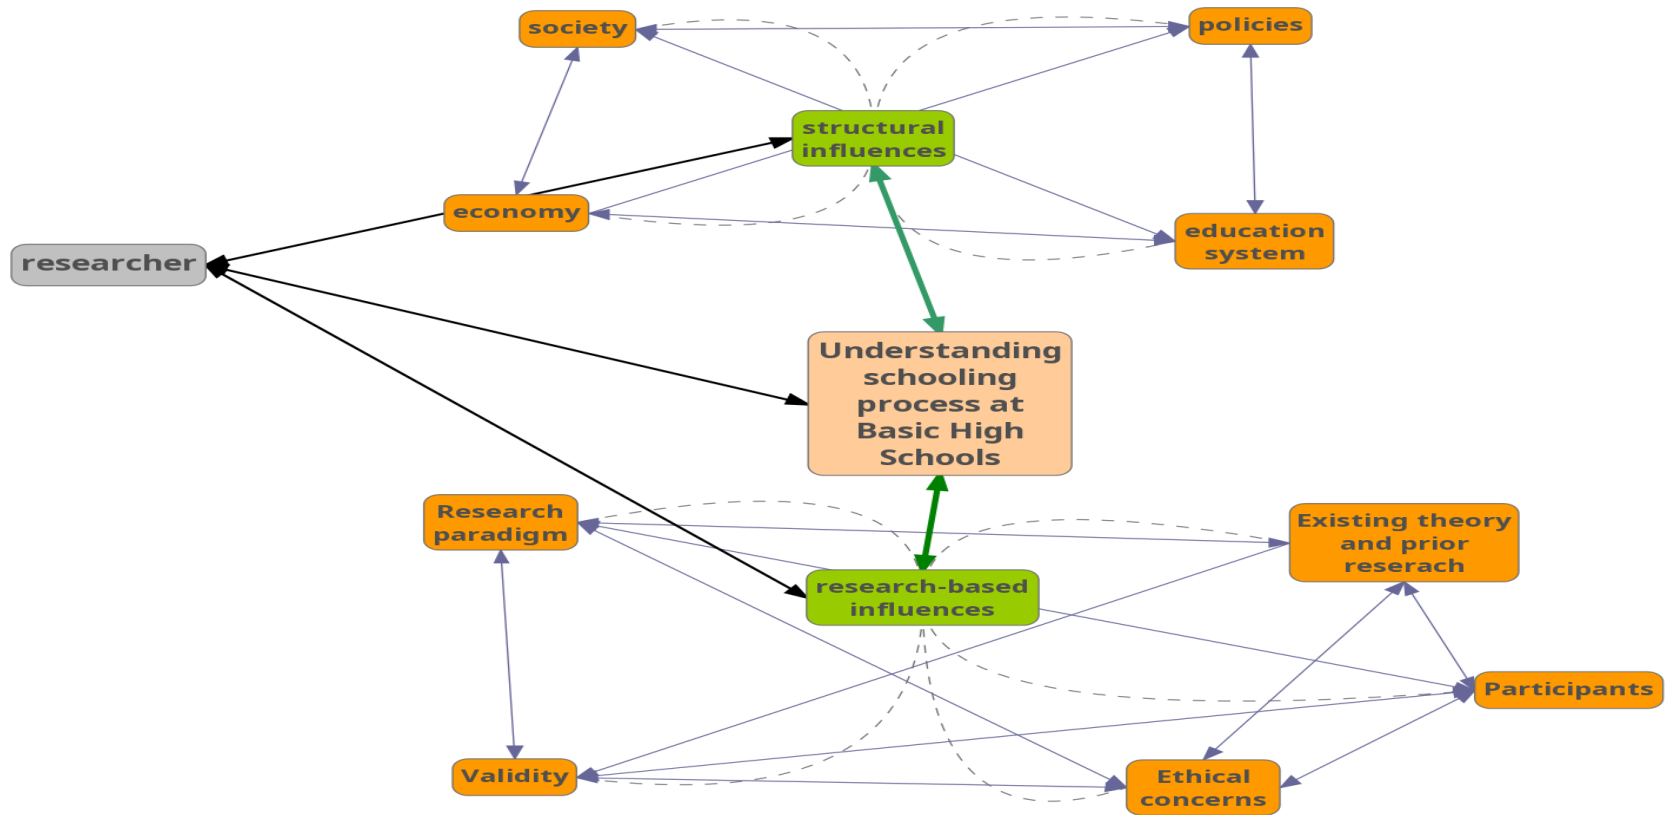 society
policies
structural
influences
economy
education
system
researcher
Understanding
schooling
process at
Basic High
Schools
Research
paradigm
Existing theory
and prior
reserach
research-based
influences
Participants
Validity
Ethical
concerns